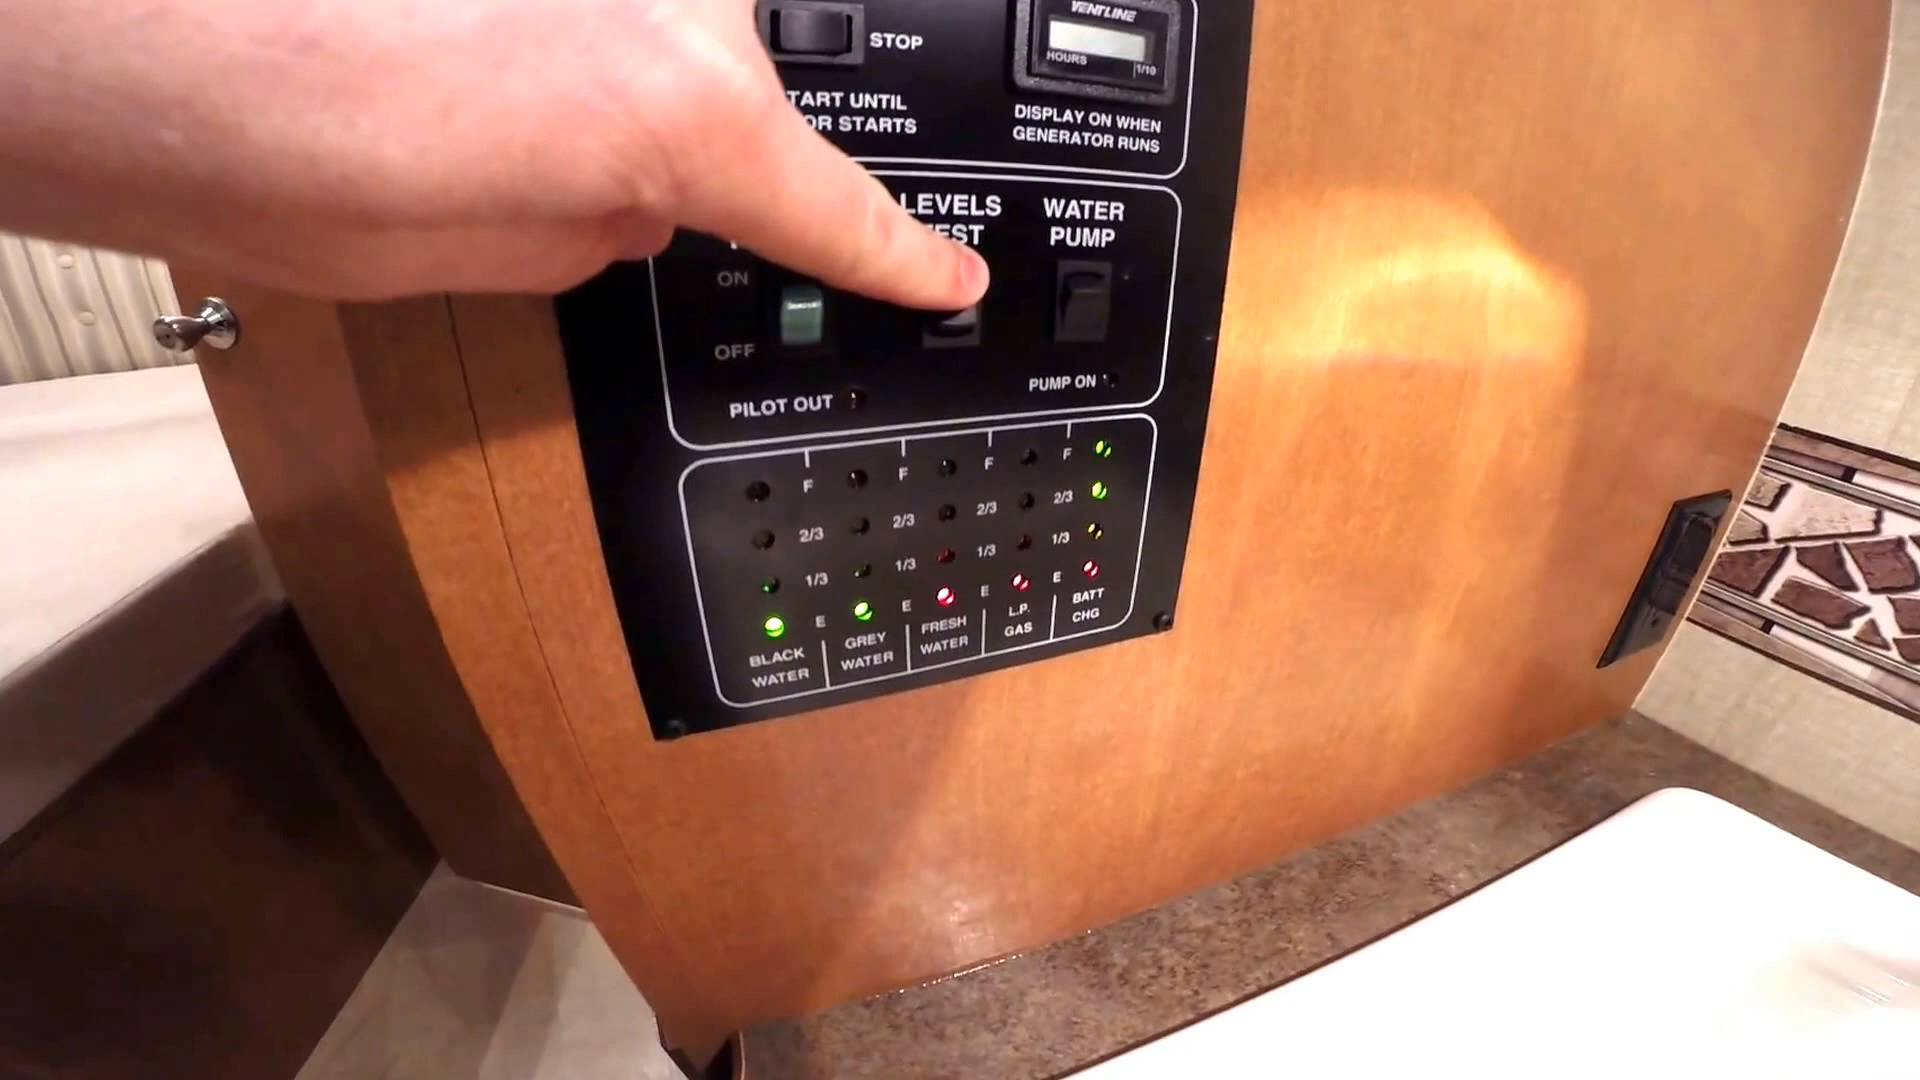 STOP
VENTLINE
HOURS
1/10
TART UNTIL
OR STARTS
DISPLAY ON WHEN
GENERATOR RUNS
LEVELS
EST
WATER
PUMP
ON
OFF
PILOT OUT
PUMP ON
F F F F
2/3 2/3 2/3 2/3
1/3 1/3 1/3 1/3
E E E E
BLACK
WATER
GREY
WATER
FRESH
WATER
L.P.
GAS
BATT
CHG